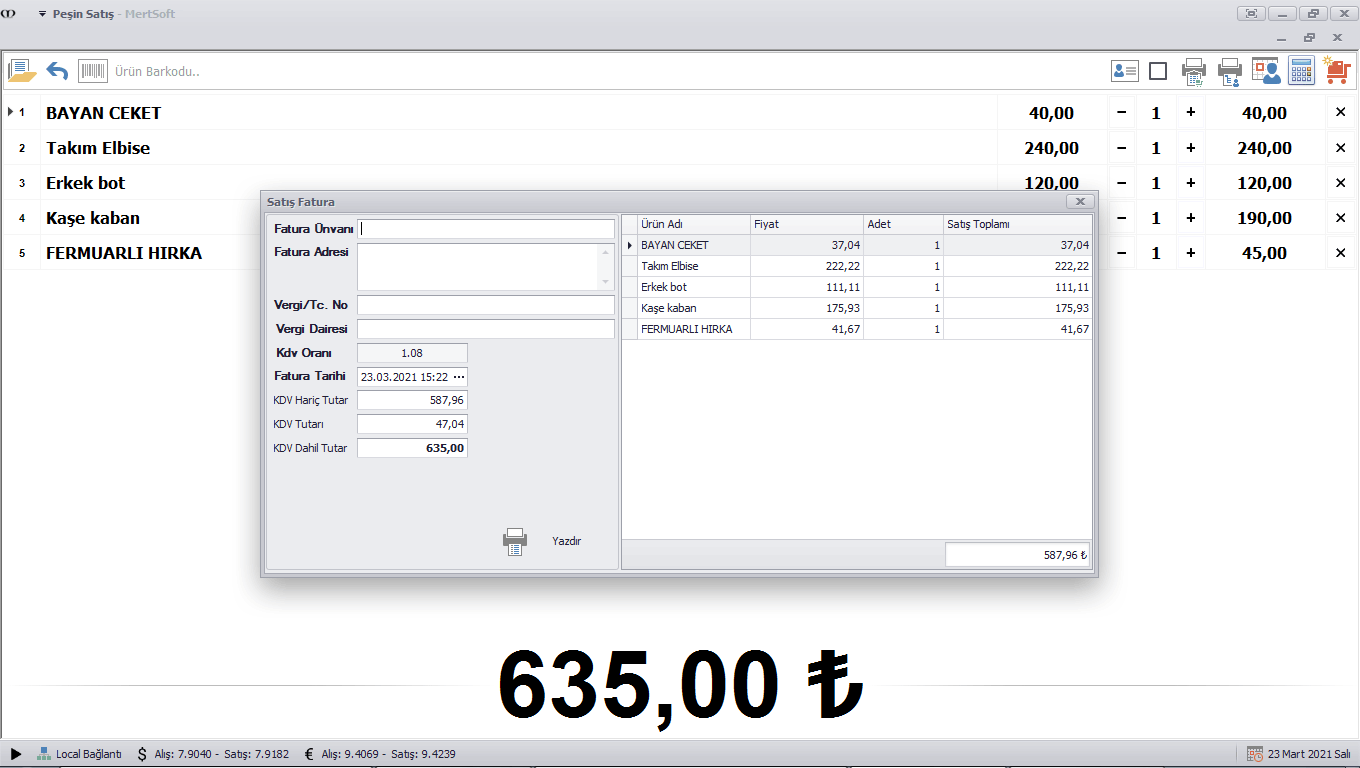 Peşin Satış - MertSoft
Ürün Barkodu..
1 BAYAN CEKET 40,00 − 1 + 40,00 ×
2 Takım Elbise 240,00 − 1 + 240,00 ×
3 Erkek bot 120,00 − 1 + 120,00 ×
4 Kaşe kaban − 1 + 190,00 ×
5 FERMUARLI HIRKA − 1 + 45,00 ×
Satış Fatura
Fatura Ünvanı
Fatura Adresi
Vergi/Tc. No
Vergi Dairesi
Kdv Oranı 1.08
Fatura Tarihi 23.03.2021 15:22 ...
KDV Hariç Tutar 587,96
KDV Tutarı 47,04
KDV Dahil Tutar 635,00
Yazdır
Ürün Adı Fiyat Adet Satış Toplamı
BAYAN CEKET 37,04 1 37,04
Takım Elbise 222,22 1 222,22
Erkek bot 111,11 1 111,11
Kaşe kaban 175,93 1 175,93
FERMUARLI HIRKA 41,67 1 41,67
587,96 ₺
635,00 ₺
Local Bağlantı $ Alış: 7.9040 - Satış: 7.9182 € Alış: 9.4069 - Satış: 9.4239 23 Mart 2021 Salı